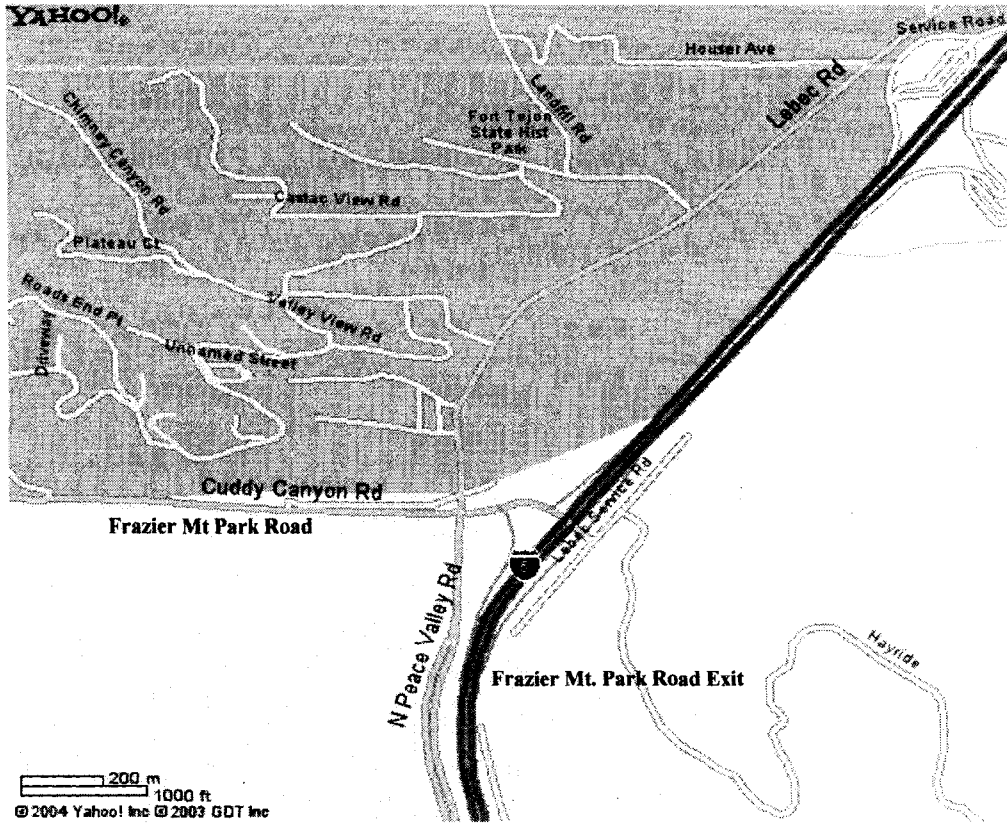 YAHOO!
Service Road
Houser Ave
Lebec Rd
Landfill Rd
Fort Tejon
State Hist
Park
Chimney Canyon Rd
Castac View Rd
Plateau Ct
Roads End Pl
Valley View Rd
Driveway
Unnamed Street
Cuddy Canyon Rd
Frazier Mt Park Road
Lebec Service Rd
5
N Peace Valley Rd
Hayride
Frazier Mt. Park Road Exit
200 m
1000 ft
© 2004 Yahoo! Inc © 2003 GDT Inc